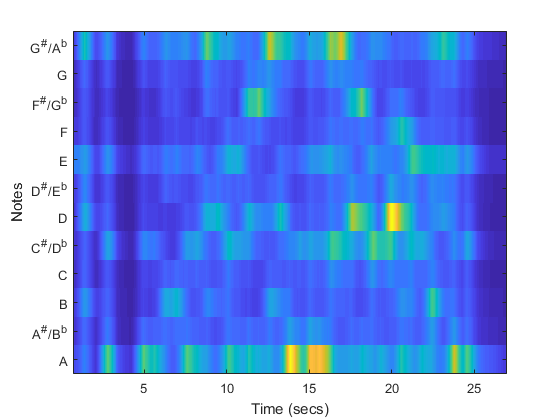 G#/Ab
G
F#/Gb
F
E
D#/Eb
D
C#/Db
C
B
A#/Bb
A
Notes
5 10 15 20 25
Time (secs)